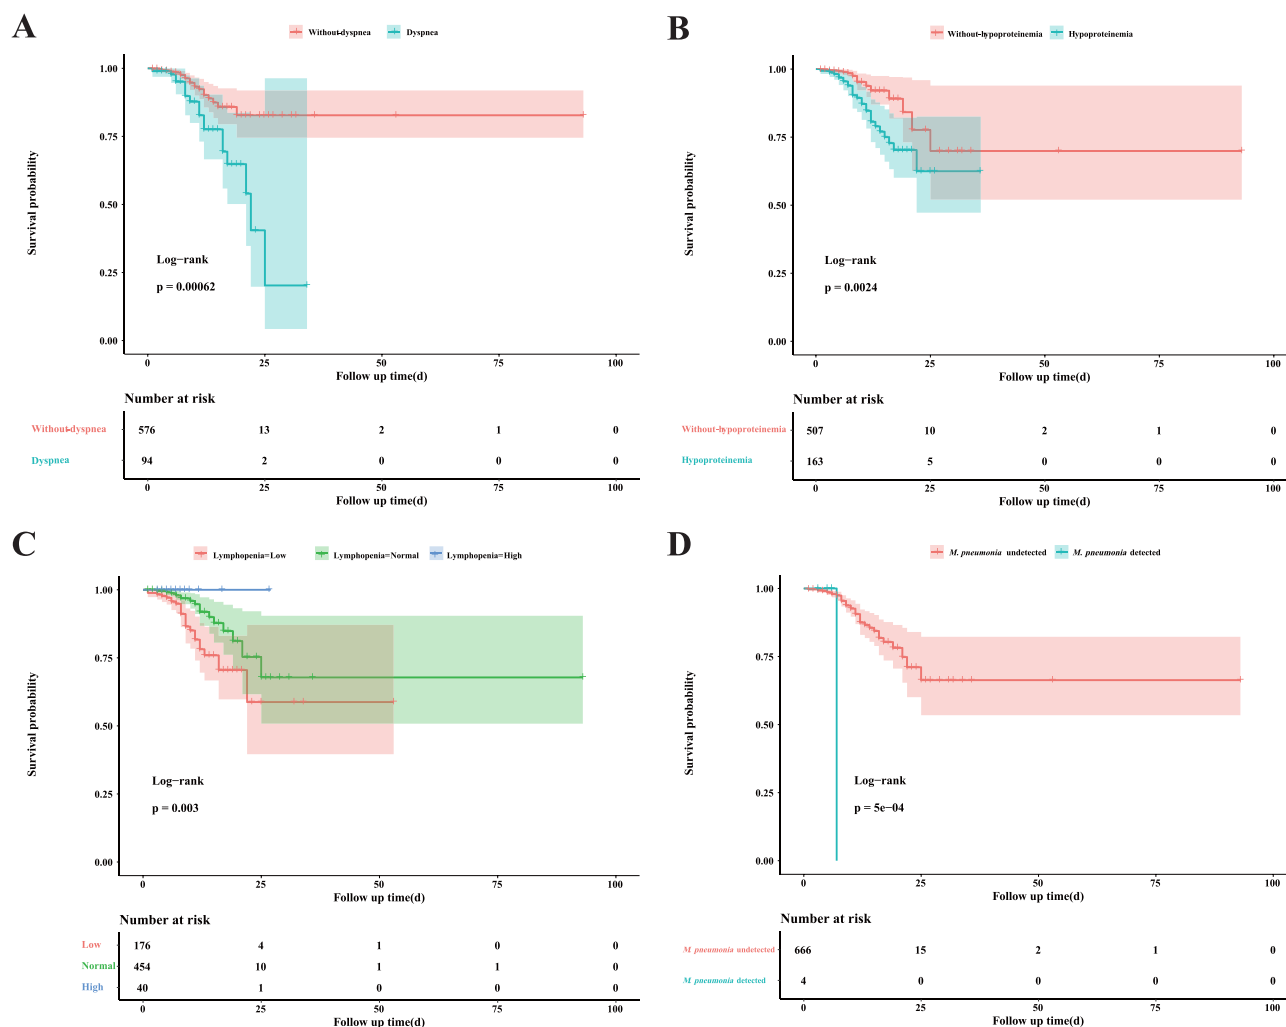 A
Without-dyspnea Dyspnea
Survival probability
1.00
0.75
0.50
0.25
0.00
Log-rank
p = 0.00062
0 25 50 75 100
Follow up time(d)
Number at risk
Without-dyspnea 576 13 2 1 0
Dyspnea 94 2 0 0 0
0 25 50 75 100
Follow up time(d)
B
Without-hypoproteinemia Hypoproteinemia
Survival probability
1.00
0.75
0.50
0.25
0.00
Log-rank
p = 0.0024
0 25 50 75 100
Follow up time(d)
Number at risk
Without-hypoproteinemia 507 10 2 1 0
Hypoproteinemia 163 5 0 0 0
0 25 50 75 100
Follow up time(d)
C
Lymphopenia=Low Lymphopenia=Normal Lymphopenia=High
Survival probability
1.00
0.75
0.50
0.25
0.00
Log-rank
p = 0.003
0 25 50 75 100
Follow up time(d)
Number at risk
Low 176 4 1 0 0
Normal 454 10 1 1 0
High 40 1 0 0 0
0 25 50 75 100
Follow up time(d)
D
M. pneumonia undetected M. pneumonia detected
Survival probability
1.00
0.75
0.50
0.25
0.00
Log-rank
p = 5e-04
0 25 50 75 100
Follow up time(d)
Number at risk
M. pneumonia undetected 666 15 2 1 0
M. pneumonia detected 4 0 0 0 0
0 25 50 75 100
Follow up time(d)